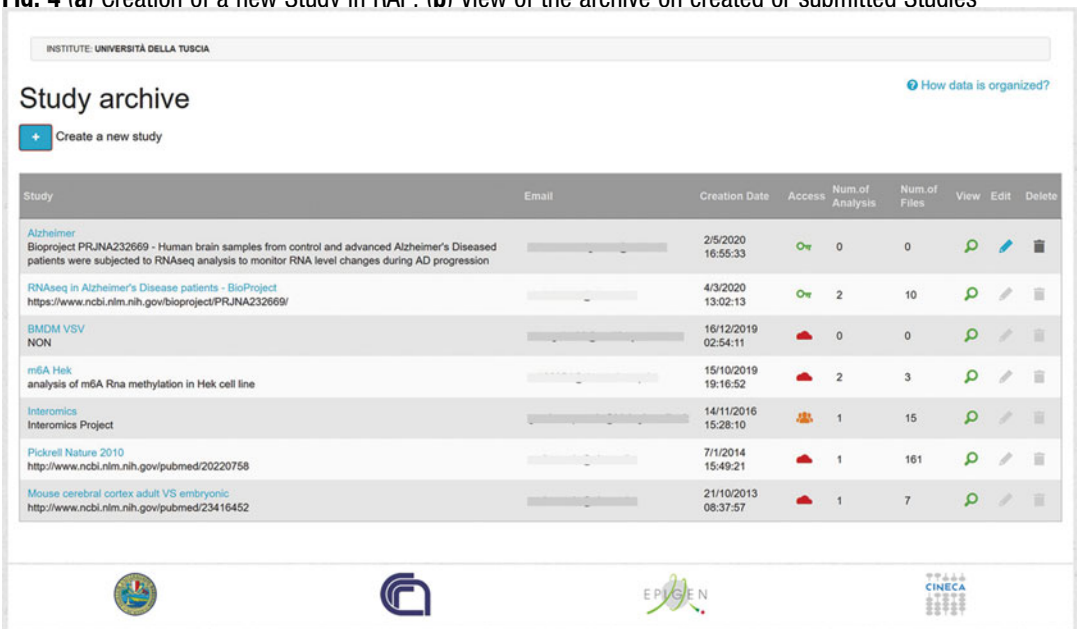 Fig. 4 (a) Creation of a new Study in RAP. (b) View of the archive on created or submitted Studies
INSTITUTE: UNIVERSITÀ DELLA TUSCIA
How data is organized?
Study archive
+ Create a new study
Study Email Creation Date Access Num.of Analysis Num.of Files View Edit Delete
Alzheimer
Bioproject PRJNA232669 - Human brain samples from control and advanced Alzheimer's Diseased
patients were subjected to RNAseq analysis to monitor RNA level changes during AD progression
2/5/2020
16:55:33
0 0
RNAseq in Alzheimer's Disease patients - BioProject
https://www.ncbi.nlm.nih.gov/bioproject/PRJNA232669/
4/3/2020
13:02:13
2 10
BMDM VSV
NON
16/12/2019
02:54:11
0 0
m6A Hek
analysis of m6A Rna methylation in Hek cell line
15/10/2019
19:16:52
2 3
Interomics
Interomics Project
14/11/2016
15:28:10
1 15
Pickrell Nature 2010
http://www.ncbi.nlm.nih.gov/pubmed/20220758
7/1/2014
15:49:21
1 161
Mouse cerebral cortex adult VS embryonic
http://www.ncbi.nlm.nih.gov/pubmed/23416452
21/10/2013
08:37:57
1 7
EPIGEN
CINECA